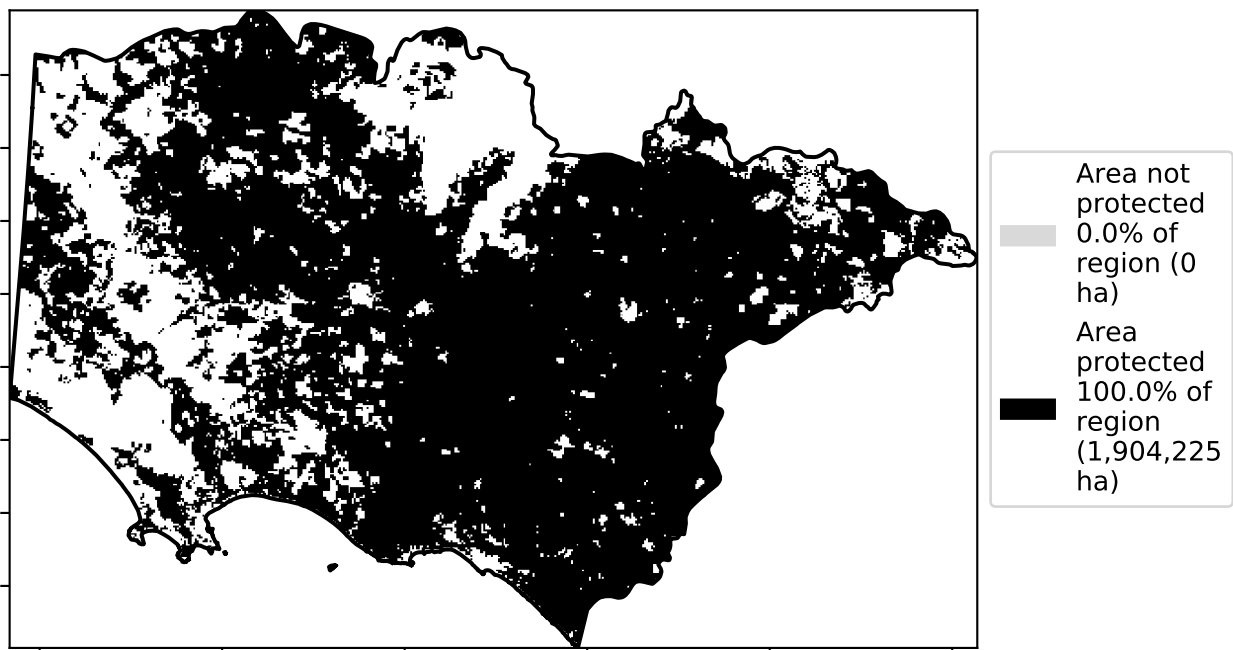 Area not
protected
0.0% of
region (0
ha)
Area
protected
100.0% of
region
(1,904,225
ha)